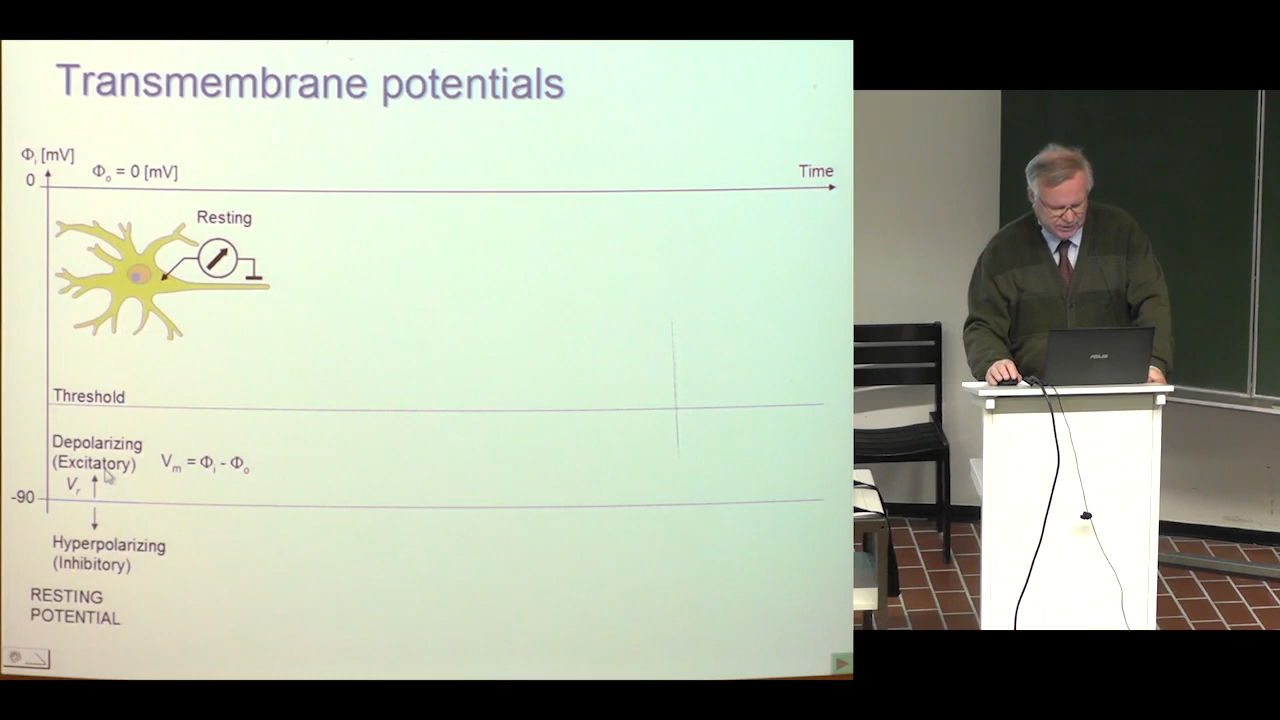 Transmembrane potentials
Φi [mV]
Φo = 0 [mV]
Time
0
Resting
Threshold
Depolarizing
(Excitatory)
Vm = Φi - Φo
Vr
-90
Hyperpolarizing
(Inhibitory)
RESTING
POTENTIAL
ASUS